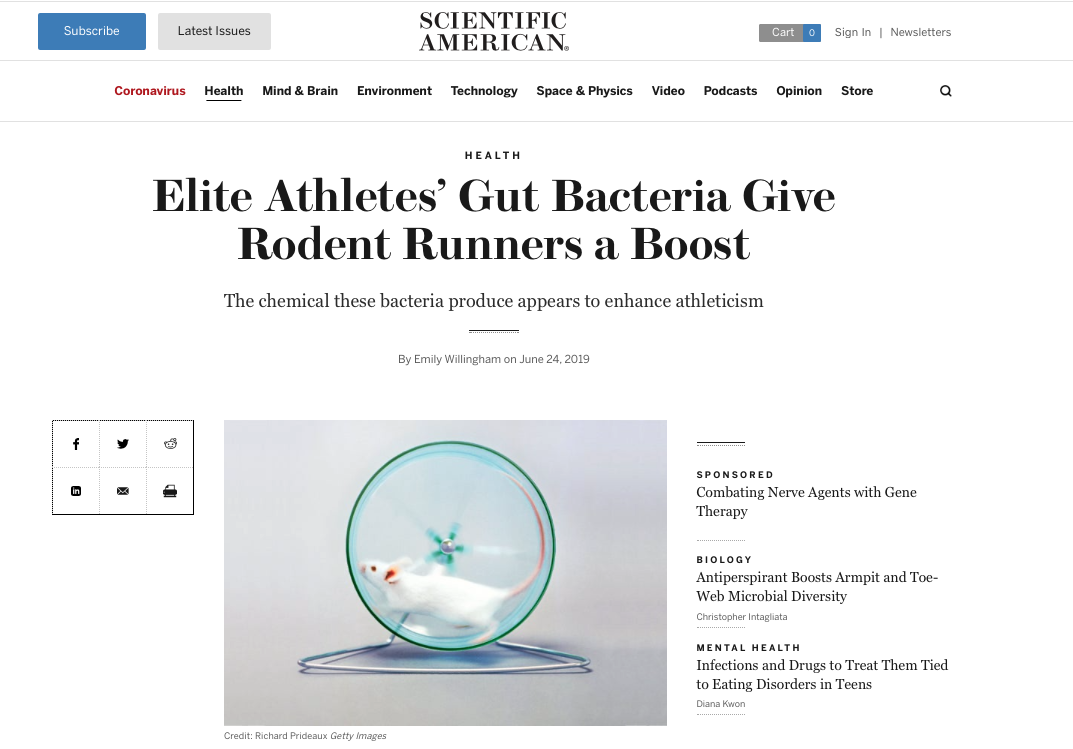 Subscribe
Latest Issues
SCIENTIFIC
AMERICAN®
Cart 0 Sign In | Newsletters
Coronavirus Health Mind & Brain Environment Technology Space & Physics Video Podcasts Opinion Store
HEALTH
Elite Athletes’ Gut Bacteria Give
Rodent Runners a Boost
The chemical these bacteria produce appears to enhance athleticism
By Emily Willingham on June 24, 2019
Credit: Richard Prideaux Getty Images
SPONSORED
Combating Nerve Agents with Gene
Therapy
BIOLOGY
Antiperspirant Boosts Armpit and Toe-
Web Microbial Diversity
Christopher Intagliata
MENTAL HEALTH
Infections and Drugs to Treat Them Tied
to Eating Disorders in Teens
Diana Kwon